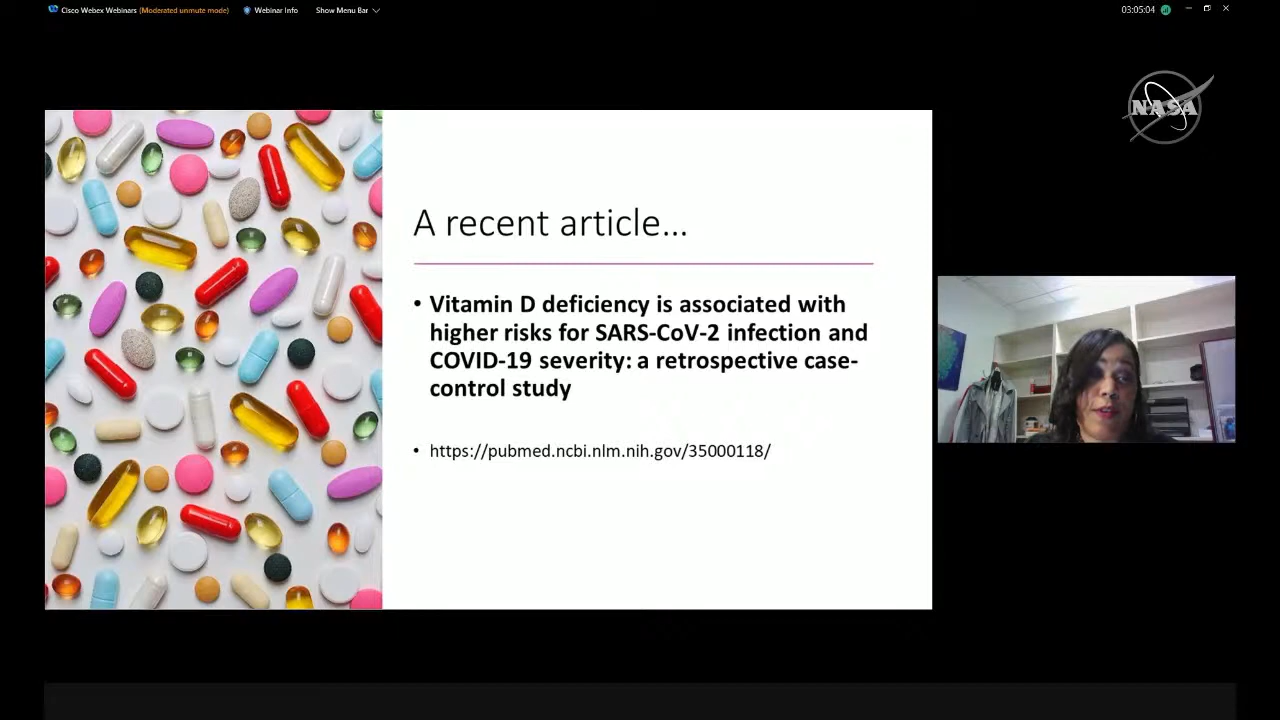 Cisco Webex Webinars (Moderated unmute mode) Webinar Info Show Menu Bar 03:05:04
NASA
A recent article...
• Vitamin D deficiency is associated with
higher risks for SARS-CoV-2 infection and
COVID-19 severity: a retrospective case-
control study
• https://pubmed.ncbi.nlm.nih.gov/35000118/